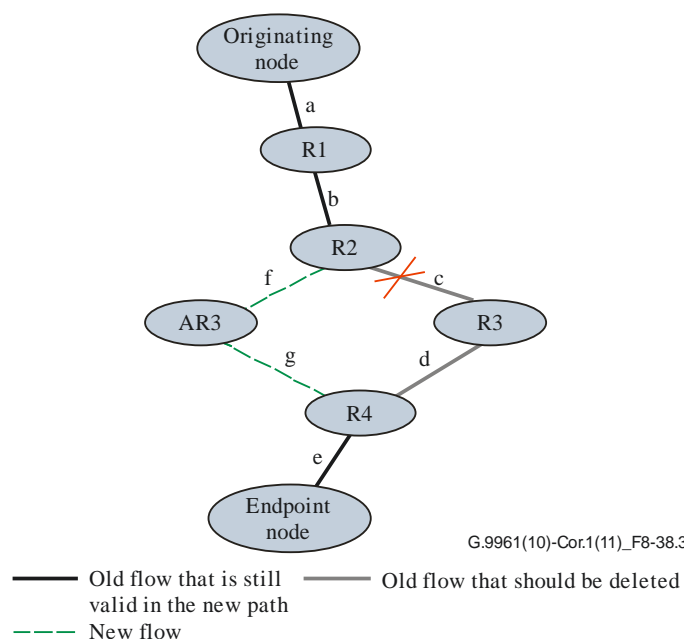 Originating
node
a
R1
b
R2
f
c
AR3
R3
g
d
R4
e
Endpoint
node
G.9961(10)-Cor.1(11)_F8-38.3
Old flow that is still
valid in the new path
Old flow that should be deleted
New flow